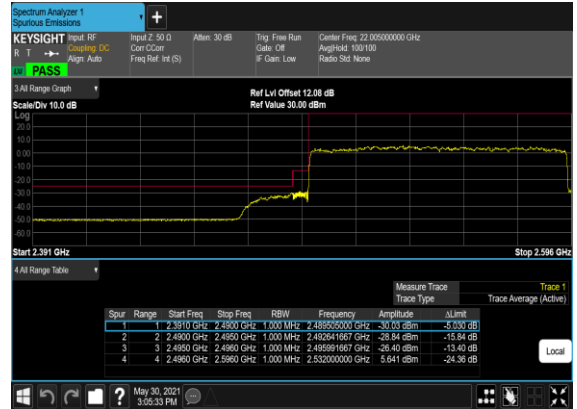 Spectrum Analyzer 1
Spurious Emissions
+
KEYSIGHT Input: RF Input Z: 50 Ω Atten: 30 dB Trig: Free Run Center Freq: 22.005000000 GHz
R T Coupling: DC Corr CCorr Gate: Off Avg|Hold: 100/100
Align: Auto Freq Ref: Int (S) IF Gain: Low Radio Std: None
PASS
3 All Range Graph
Ref Lvl Offset 12.08 dB
Scale/Div 10.0 dB Ref Value 30.00 dBm
Log
20.0
10.0
0.00
-10.0
-20.0
-30.0
-40.0
-50.0
-60.0
Start 2.391 GHz Stop 2.596 GHz
4 All Range Table
Measure Trace Trace 1
Trace Type Trace Average (Active)
Spur Range Start Freq Stop Freq RBW Frequency Amplitude ΔLimit
1 1 2.3910 GHz 2.4900 GHz 1.000 MHz 2.489505000 GHz -30.03 dBm -5.030 dB
2 2 2.4900 GHz 2.4950 GHz 1.000 MHz 2.492641667 GHz -28.84 dBm -15.84 dB
3 3 2.4950 GHz 2.4960 GHz 1.000 MHz 2.495991667 GHz -26.40 dBm -13.40 dB
4 4 2.4960 GHz 2.5960 GHz 1.000 MHz 2.532000000 GHz 5.641 dBm -24.36 dB
Local
?
May 30, 2021
3:05:33 PM